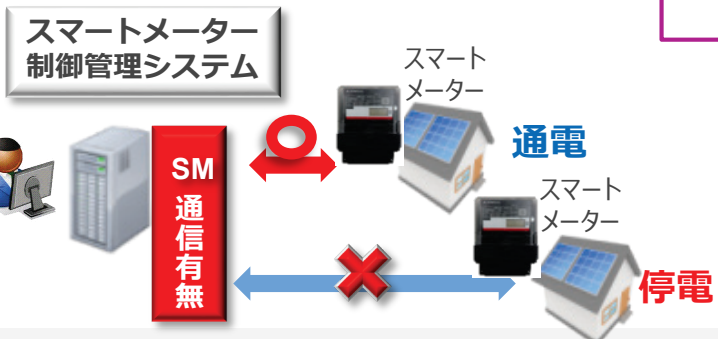 スマートメーター
制御管理システム
スマート
メーター
通電
SM
通信有無
スマート
メーター
停電